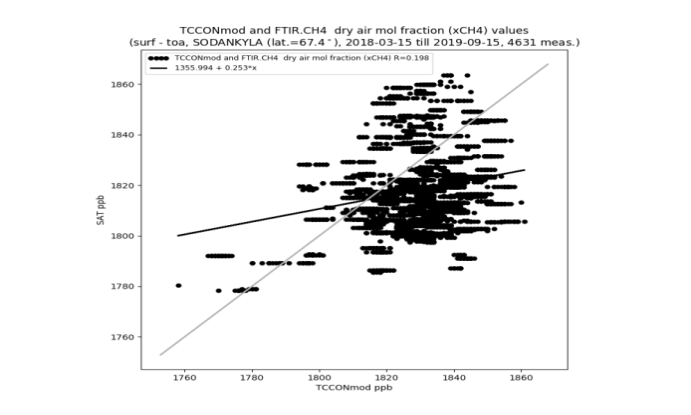 TCCONmod and FTIR.CH4 dry air mol fraction (xCH4) values
(surf - toa, SODANKYLA (lat.=67.4°), 2018-03-15 till 2019-09-15, 4631 meas.)
TCCONmod and FTIR.CH4 dry air mol fraction (xCH4) R=0.198
1355.994 + 0.253*x
1860
1840
1820
1800
1780
1760
SAT ppb
1760 1780 1800 1820 1840 1860
TCCONmod ppb